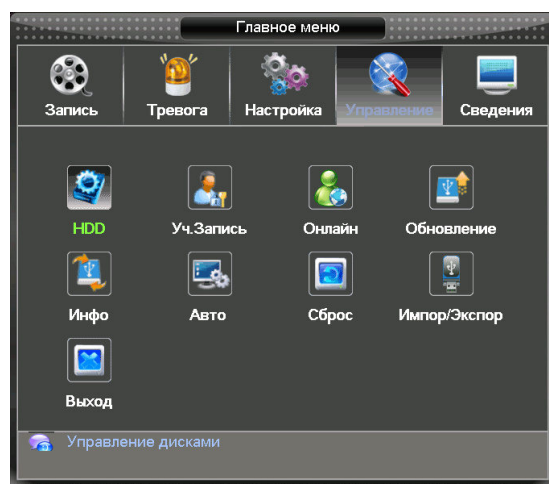 Главное меню
Запись Тревога Настройка Управление Сведения
HDD Уч.Запись Онлайн Обновление
Инфо Авто Сброс Импор/Экспор
Выход
Управление дисками